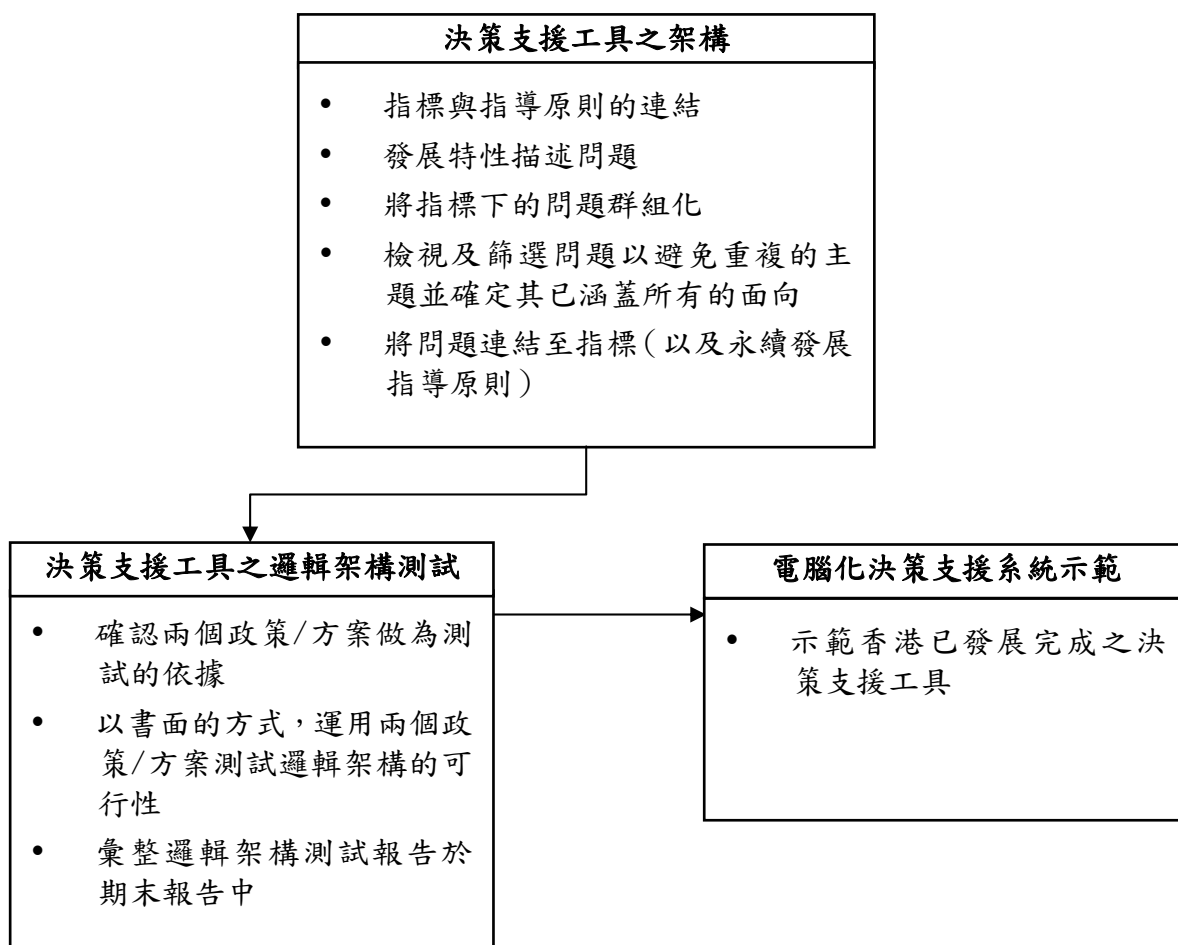 決策支援工具之架構
• 指標與指導原則的連結
• 發展特性描述問題
• 將指標下的問題群組化
• 檢視及篩選問題以避免重複的主
題並確定其已涵蓋所有的面向
• 將問題連結至指標(以及永續發展
指導原則)
決策支援工具之邏輯架構測試
• 確認兩個政策/方案做為測
試的依據
• 以書面的方式,運用兩個政
策/方案測試邏輯架構的可
行性
• 彙整邏輯架構測試報告於
期末報告中
電腦化決策支援系統示範
• 示範香港已發展完成之決
策支援工具